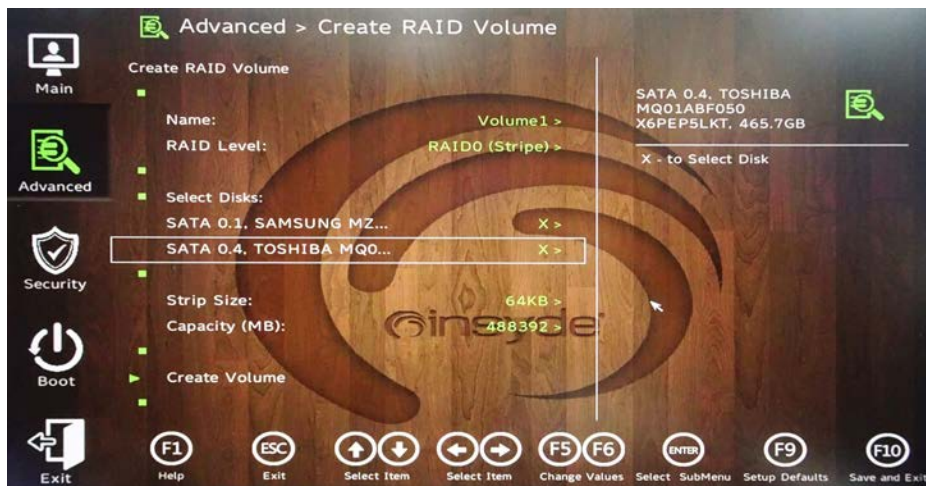 Advanced > Create RAID Volume
Main
Create RAID Volume
Name: Volume1 >
RAID Level: RAID0 (Stripe) >
Advanced
Select Disks:
SATA 0.1, SAMSUNG MZ... X >
SATA 0.4, TOSHIBA MQ0... X >
Security
Strip Size: 64KB >
Capacity (MB): 488392 >
insyde
Boot
Create Volume
SATA 0.4, TOSHIBA
MQ01ABF050
X6PEP5LKT, 465.7GB
X - to Select Disk
Exit
F1 ESC F5 F6 ENTER F9 F10
Help Exit Select Item Select Item Change Values Select SubMenu Setup Defaults Save and Exit